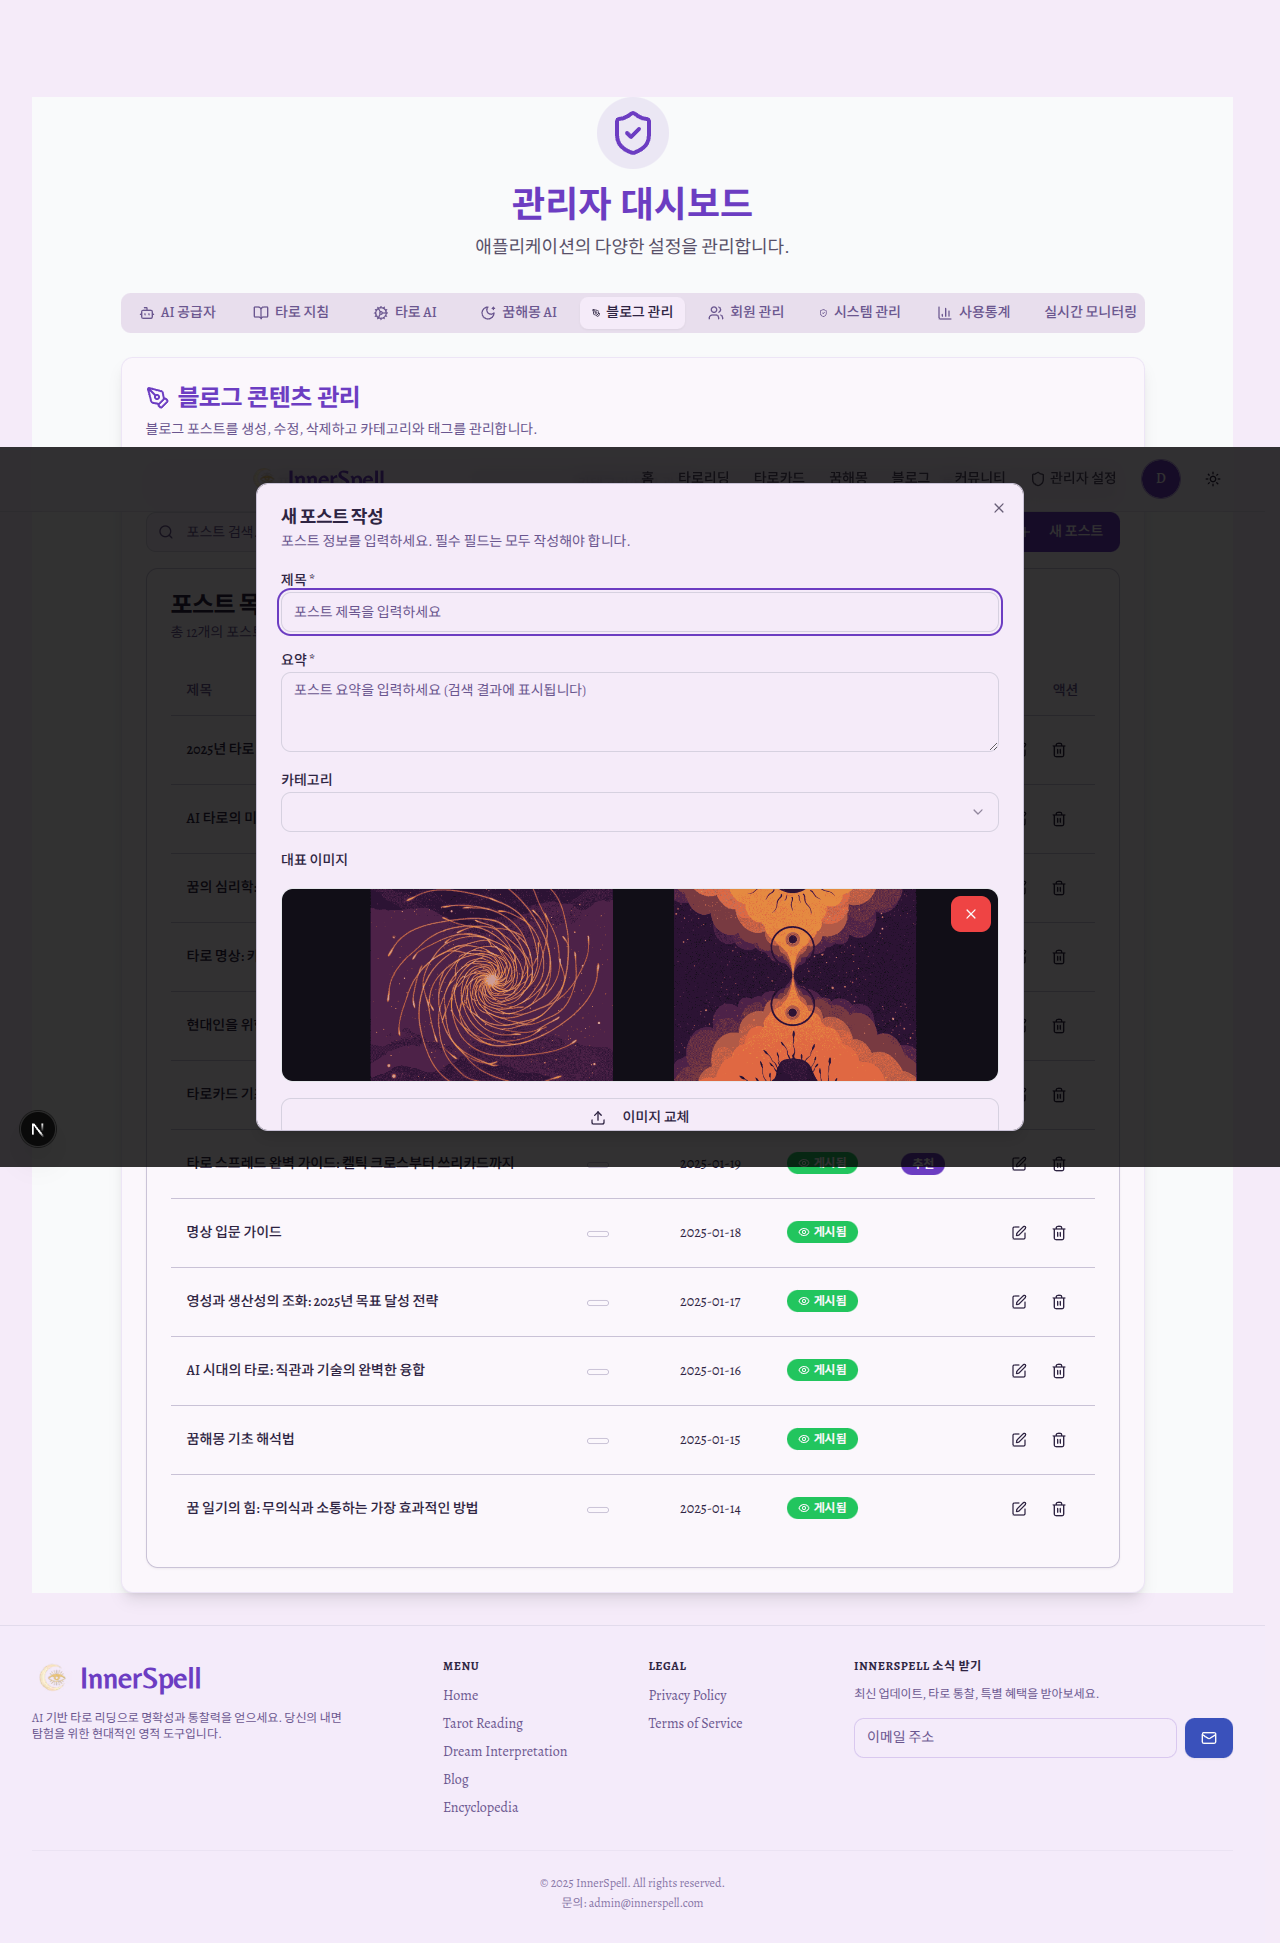 관리자 대시보드
애플리케이션의 다양한 설정을 관리합니다.
AI 공급자
타로 지침
타로 AI
꿈해몽 AI
블로그 관리
회원 관리
시스템 관리
사용통계
실시간 모니터링
블로그 콘텐츠 관리
블로그 포스트를 생성, 수정, 삭제하고 카테고리와 태그를 관리합니다.
InnerSpell
홈
타로리딩
타로카드
꿈해몽
블로그
커뮤니티
관리자 설정
D
포스트 검색
새 포스트
포스트 목
총 12개의 포스
제목
액션
2025년 타로
AI 타로의 미
꿈의 심리학
타로 명상:
현대인을 위
타로카드 기
새 포스트 작성
포스트 정보를 입력하세요. 필수 필드는 모두 작성해야 합니다.
제목 *
포스트 제목을 입력하세요
요약 *
포스트 요약을 입력하세요 (검색 결과에 표시됩니다)
카테고리
대표 이미지
이미지 교체
N
타로 스프레드 완벽 가이드: 켈틱 크로스부터 쓰리카드까지 2025-01-19 게시됨 추천
명상 입문 가이드 2025-01-18 게시됨
영성과 생산성의 조화: 2025년 목표 달성 전략 2025-01-17 게시됨
AI 시대의 타로: 직관과 기술의 완벽한 융합 2025-01-16 게시됨
꿈해몽 기초 해석법 2025-01-15 게시됨
꿈 일기의 힘: 무의식과 소통하는 가장 효과적인 방법 2025-01-14 게시됨
InnerSpell
AI 기반 타로 리딩으로 명확성과 통찰력을 얻으세요. 당신의 내면
탐험을 위한 현대적인 영적 도구입니다.
MENU
Home
Tarot Reading
Dream Interpretation
Blog
Encyclopedia
LEGAL
Privacy Policy
Terms of Service
INNERSPELL 소식 받기
최신 업데이트, 타로 통찰, 특별 혜택을 받아보세요.
이메일 주소
© 2025 InnerSpell. All rights reserved.
문의: admin@innerspell.com